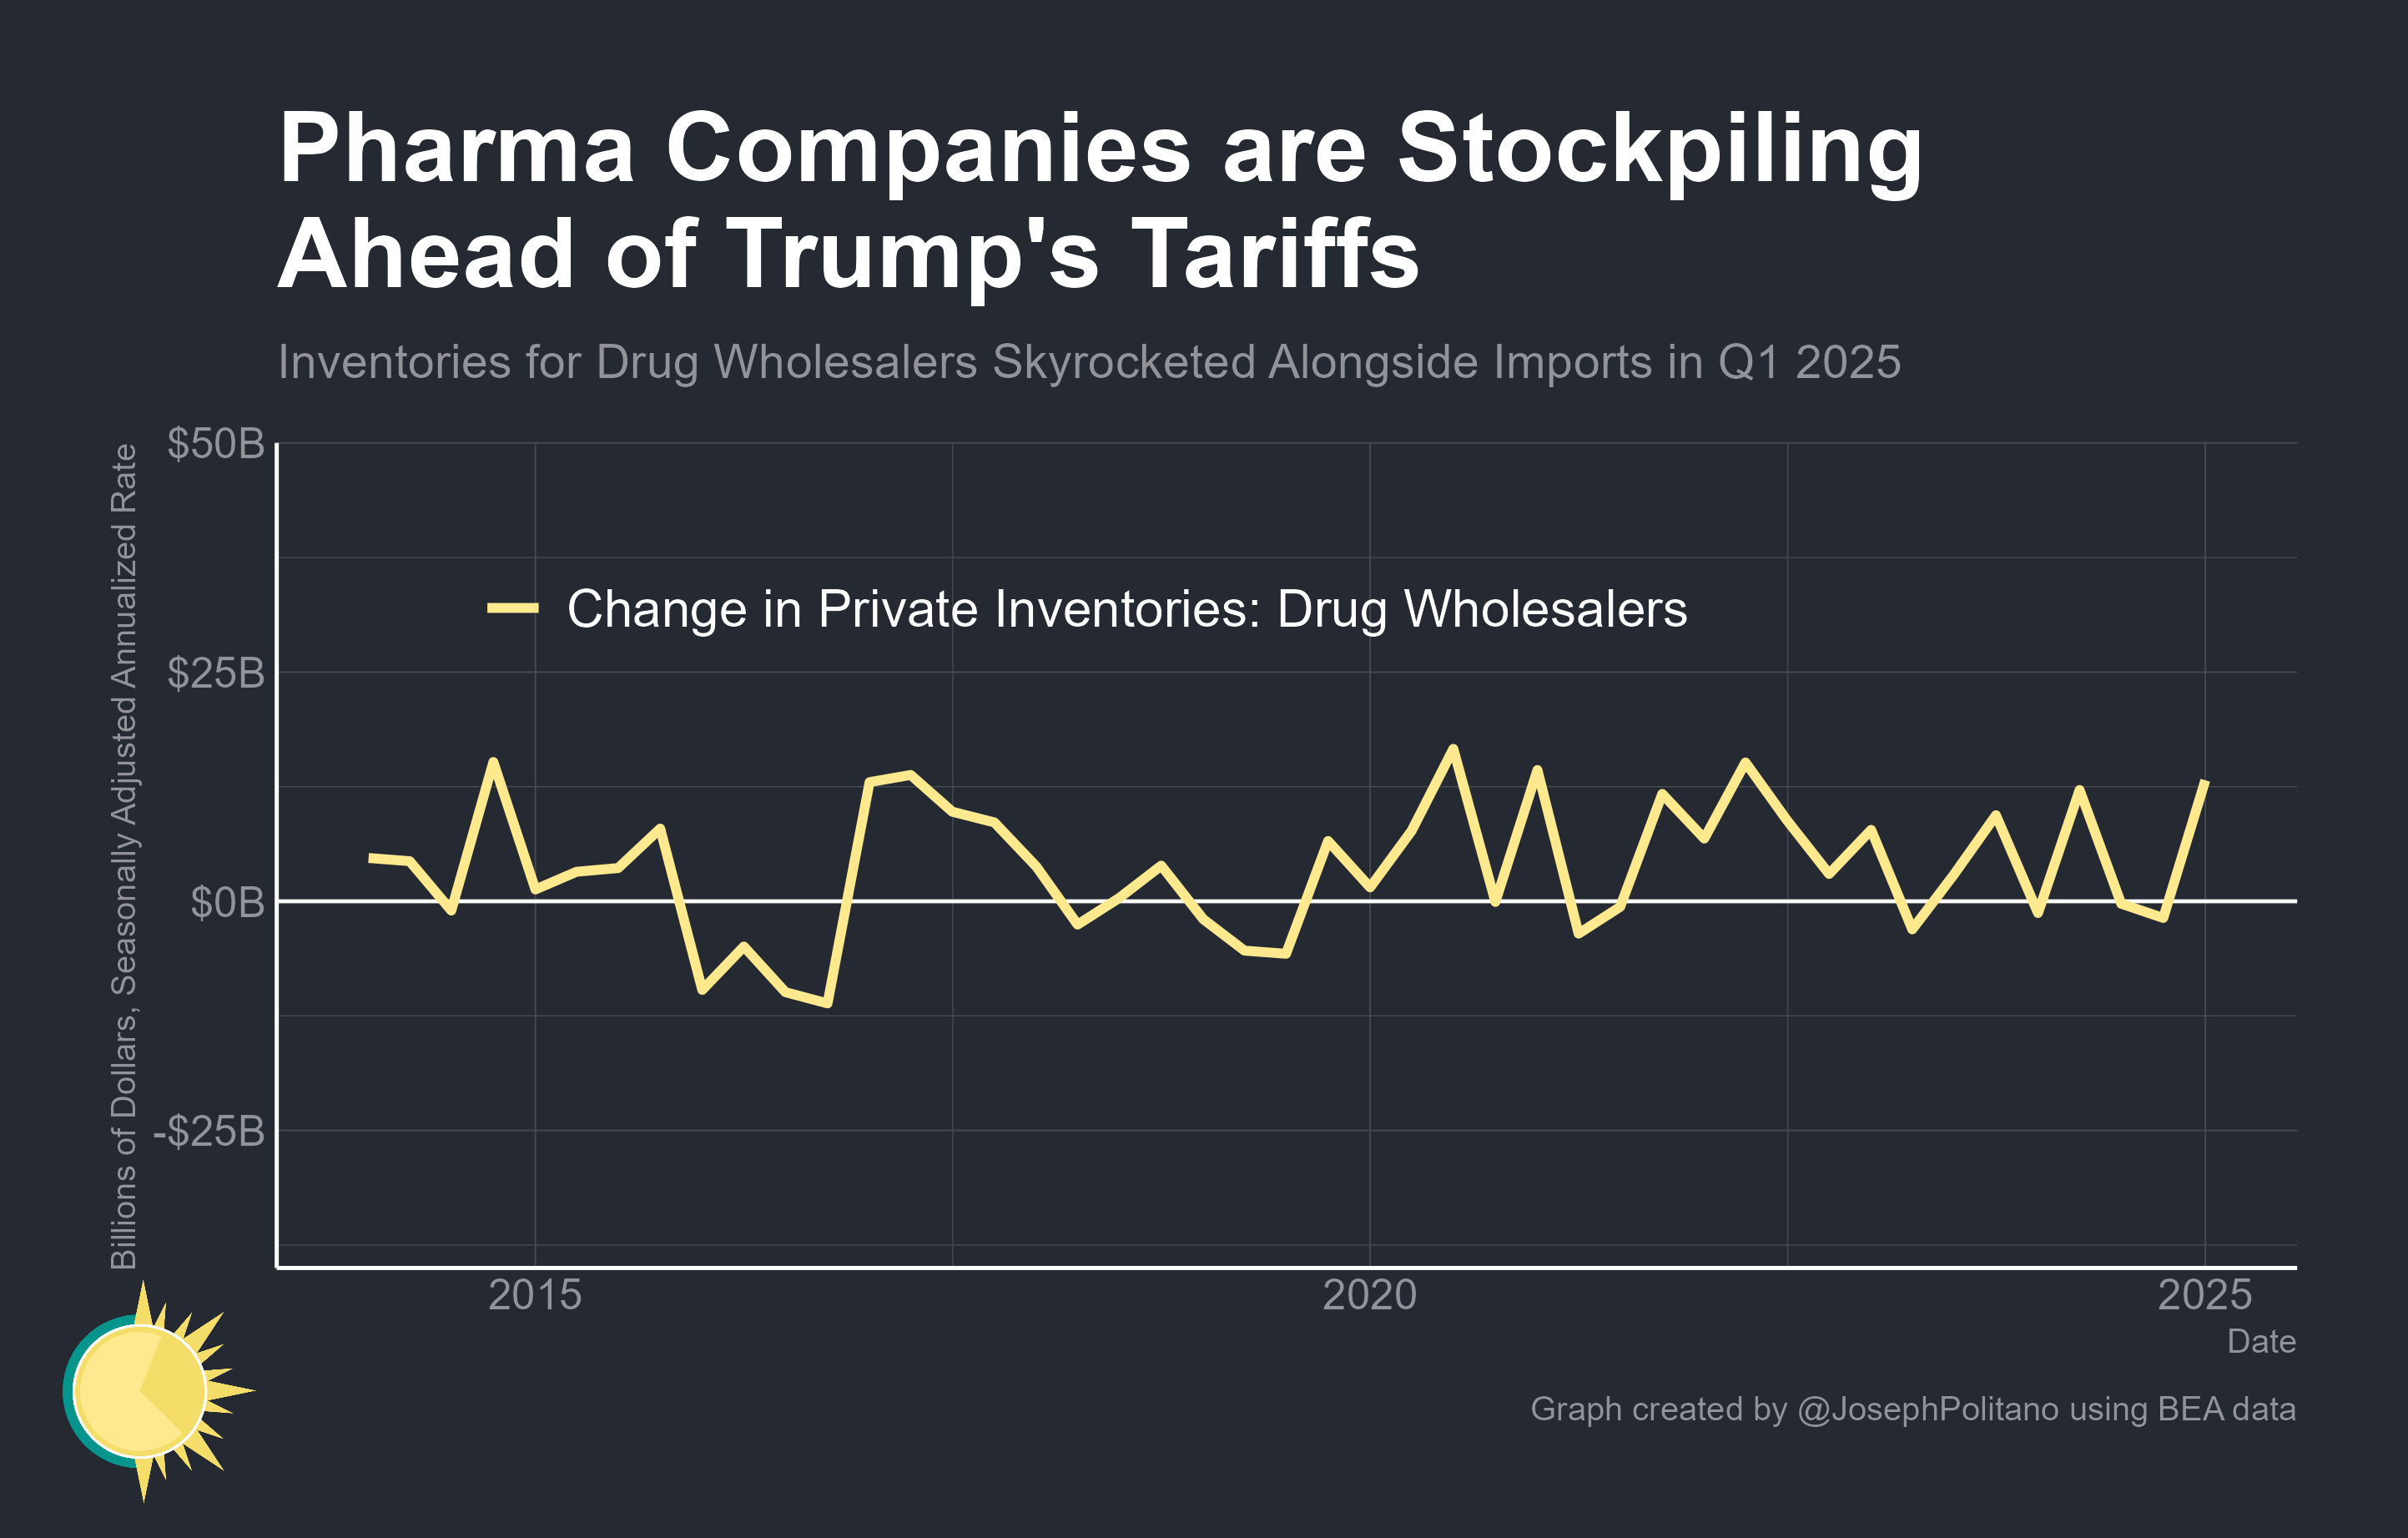 Pharma Companies are Stockpiling
Ahead of Trump's Tariffs
Inventories for Drug Wholesalers Skyrocketed Alongside Imports in Q1 2025
Billions of Dollars, Seasonally Adjusted Annualized Rate
$50B
$25B
$0B
-$25B
Change in Private Inventories: Drug Wholesalers
2015
2020
2025
Date
Graph created by @JosephPolitano using BEA data